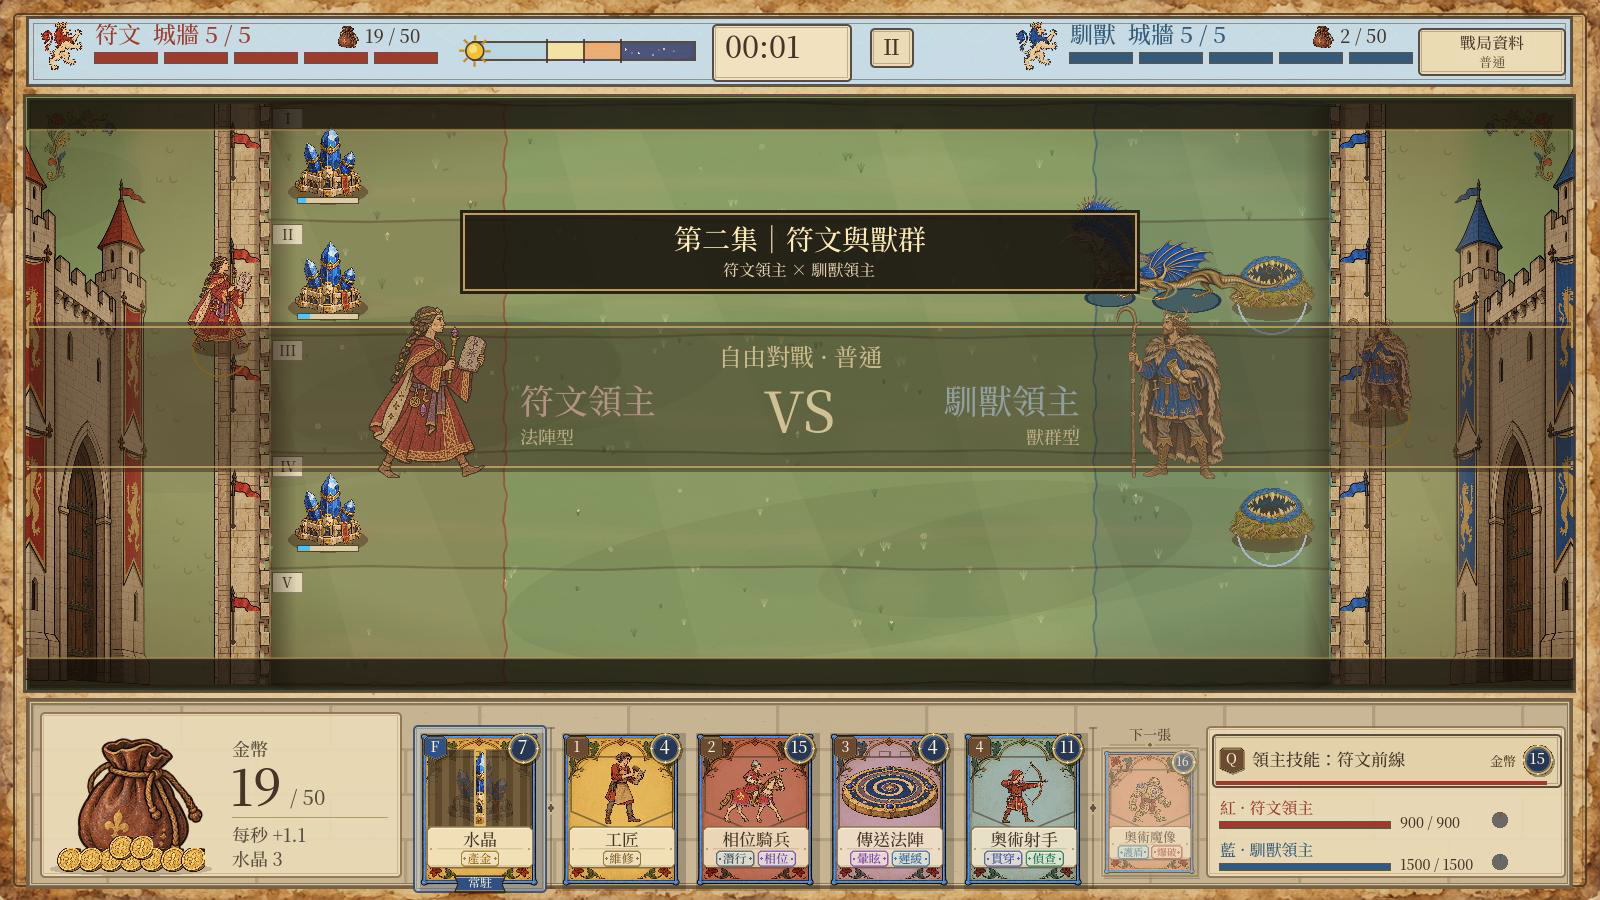 符文 城牆 5 / 5
19 / 50
00:01
II
馴獸 城牆 5 / 5
2 / 50
戰局資料
普通
I
II
III
IV
V
第二集｜符文與獸群
符文領主 × 馴獸領主
自由對戰 · 普通
符文領主
法陣型
VS
馴獸領主
獸群型
金幣
19 / 50
每秒 +1.1
水晶 3
F
7
水晶
產金
常駐
1
4
工匠
維修
2
15
相位騎兵
潛行
相位
3
4
傳送法陣
暈眩
遲緩
4
11
奧術射手
貫穿
偵查
下一張
16
奧術魔像
護盾
爆破
Q
領主技能：符文前線
金幣
15
紅 · 符文領主
900 / 900
藍 · 馴獸領主
1500 / 1500